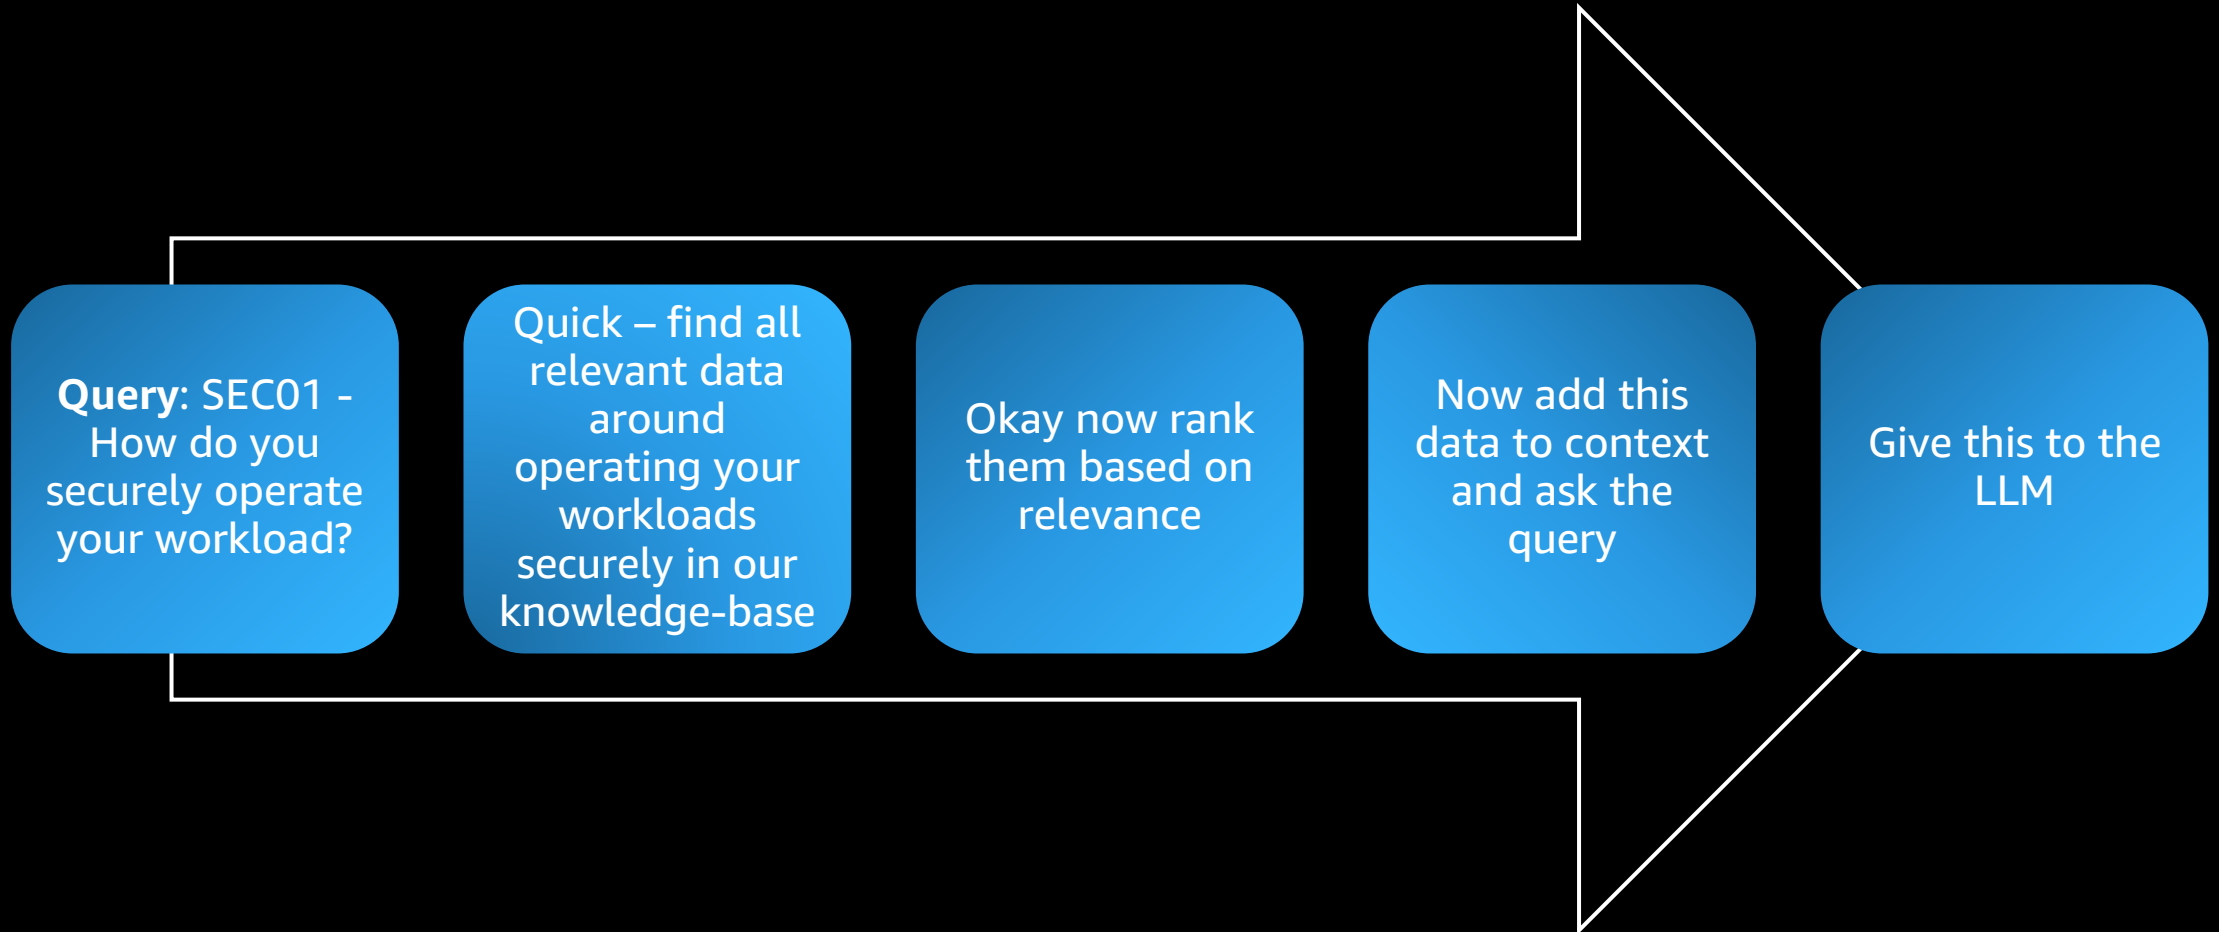 Query: SEC01 -
How do you
securely operate
your workload?
Quick – find all
relevant data
around
operating your
workloads
securely in our
knowledge-base
Okay now rank
them based on
relevance
Now add this
data to context
and ask the
query
Give this to the
LLM